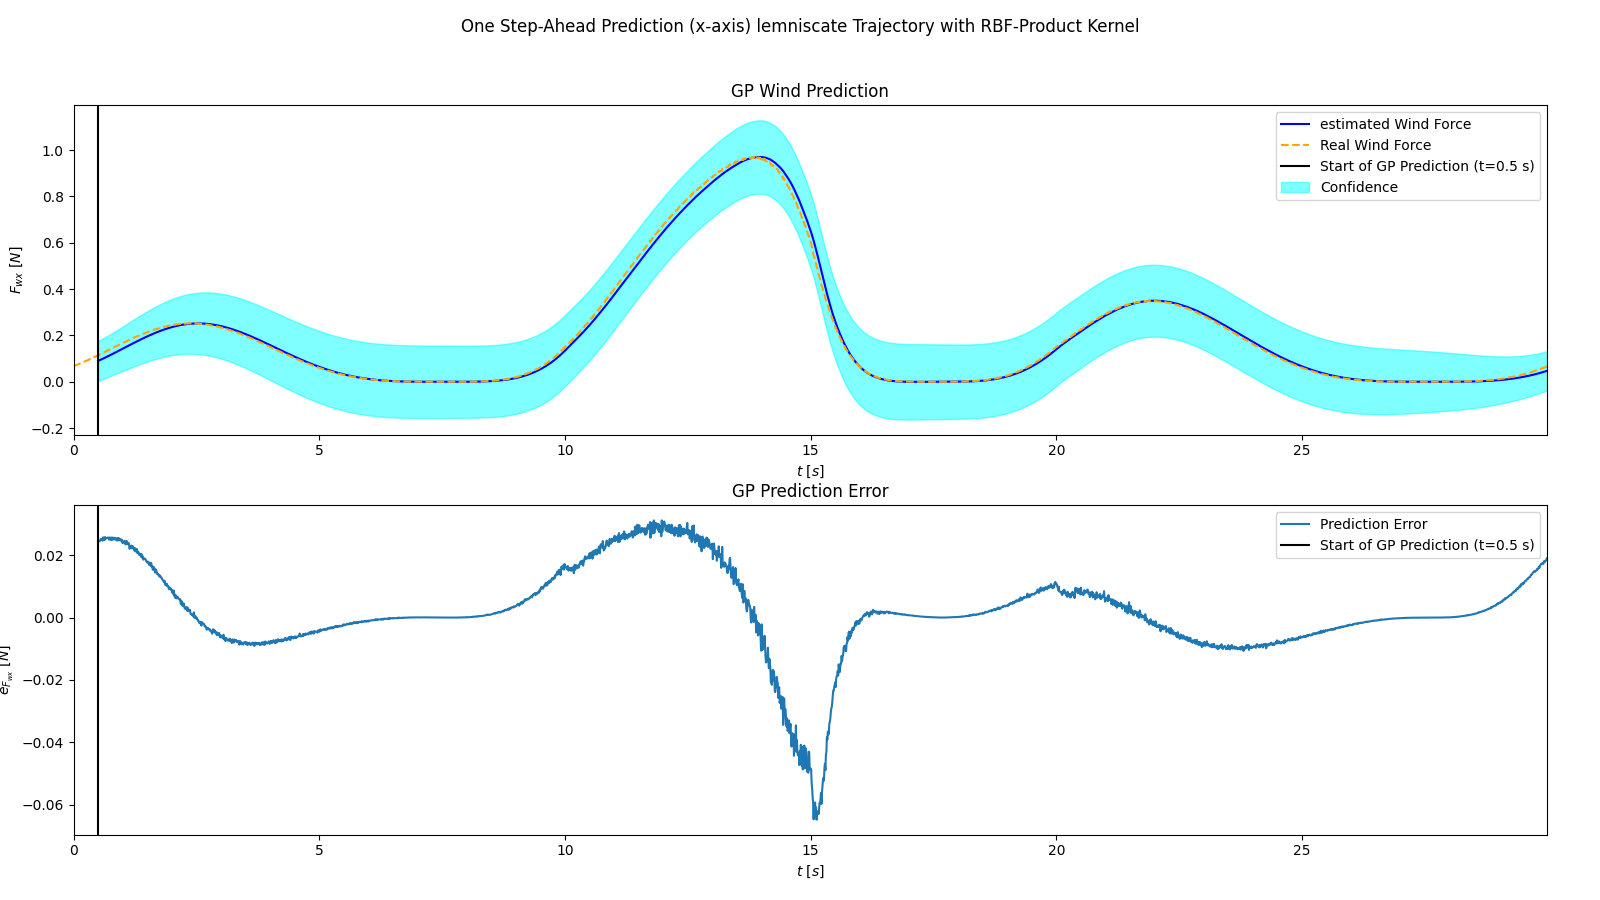 One Step-Ahead Prediction (x-axis) lemniscate Trajectory with RBF-Product Kernel
GP Wind Prediction
estimated Wind Force
Real Wind Force
Start of GP Prediction (t=0.5 s)
Confidence
1.0
0.8
0.6
0.4
0.2
0.0
−0.2
F_wx [N]
0 5 10 15 20 25
t [s]
GP Prediction Error
Prediction Error
Start of GP Prediction (t=0.5 s)
0.02
0.00
−0.02
−0.04
−0.06
e_F_wx [N]
0 5 10 15 20 25
t [s]